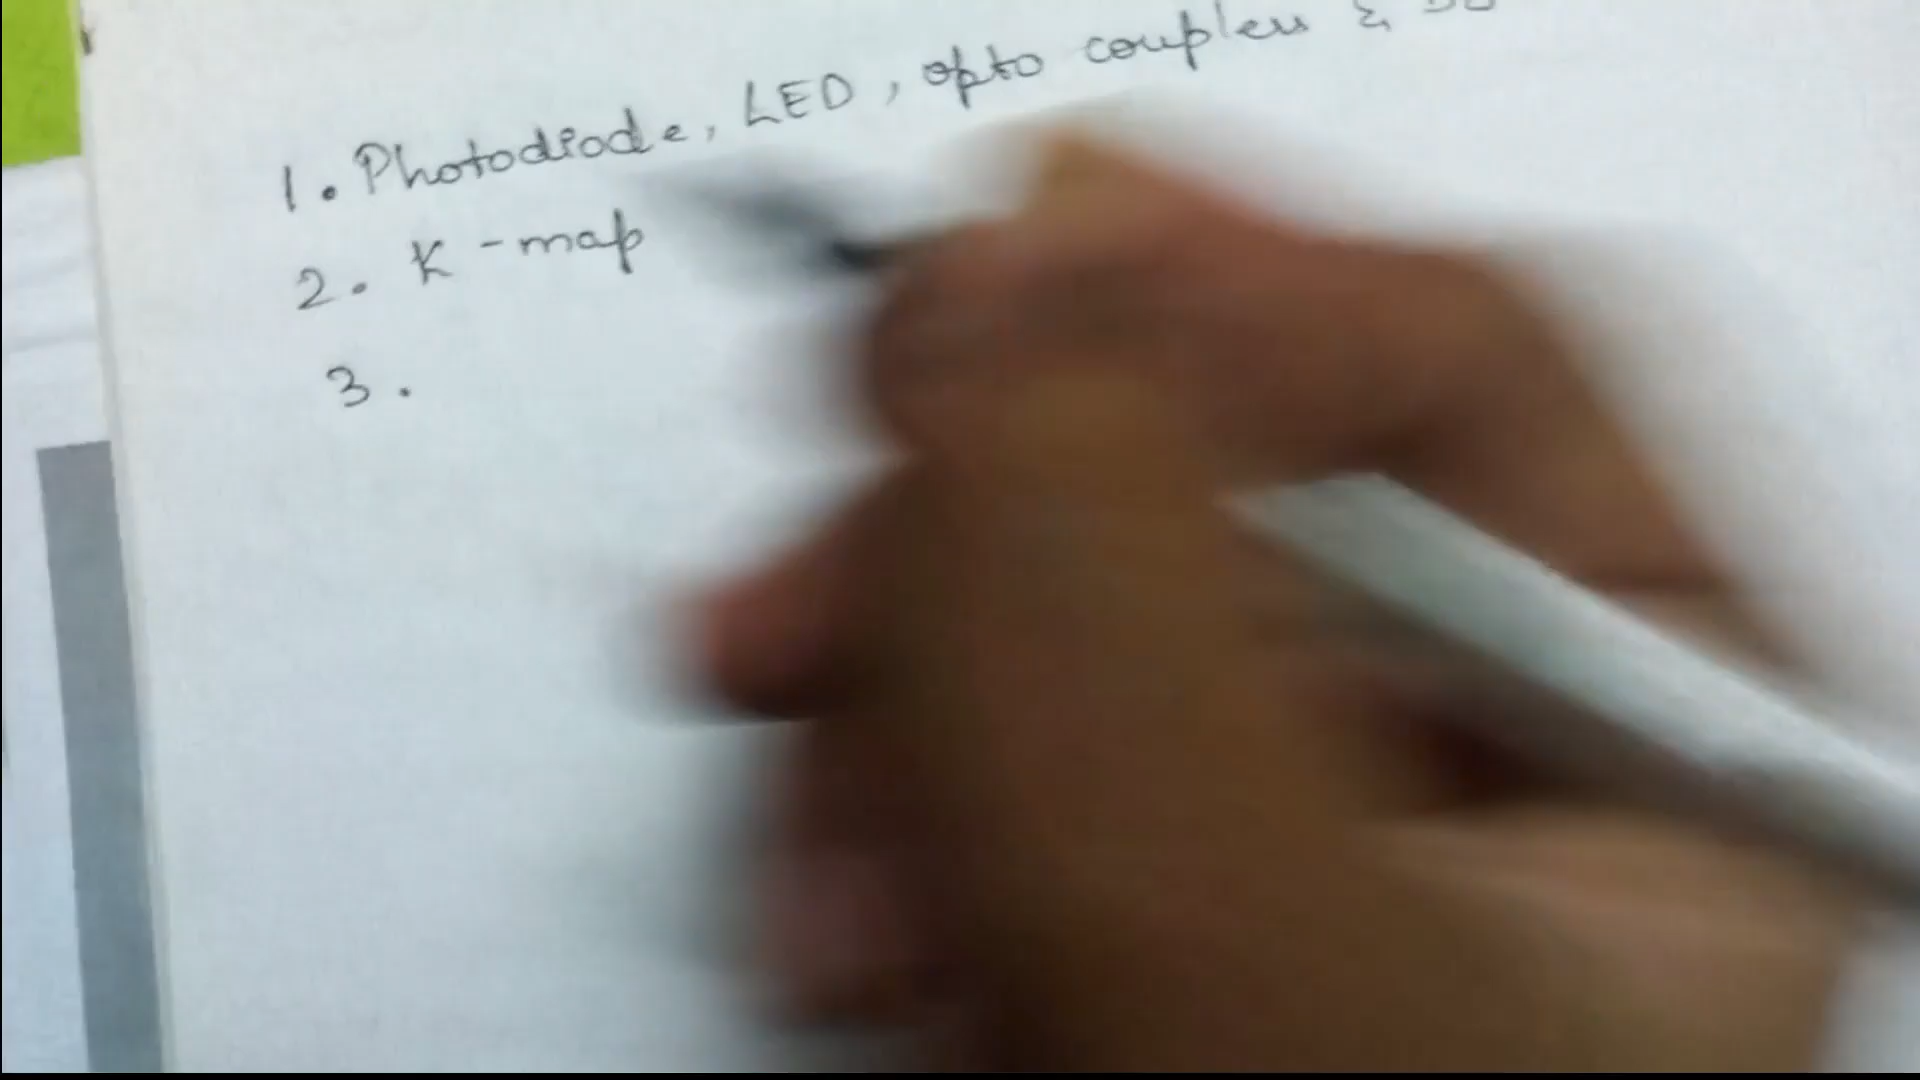 1. Photodiode, LED, opto coupler &
2. K-map
3.